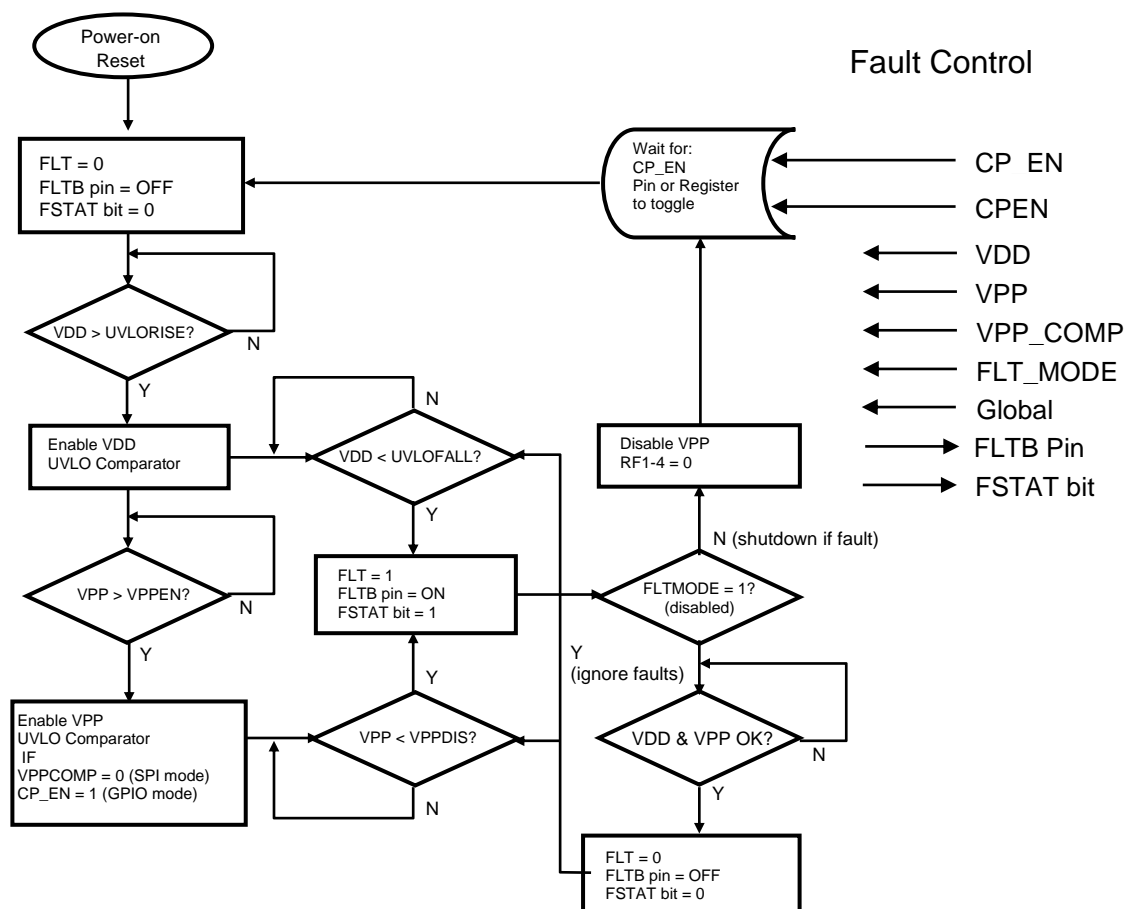 Power-on
Reset
Fault Control
FLT = 0
FLTB pin = OFF
FSTAT bit = 0
Wait for:
CP_EN
Pin or Register
to toggle
CP_EN
CPEN
VDD
VPP
VPP_COMP
FLT_MODE
Global
FLTB Pin
FSTAT bit
VDD > UVLORISE?
N
Y
Enable VDD
UVLO Comparator
N
VDD < UVLOFALL?
Y
Disable VPP
RF1-4 = 0
N (shutdown if fault)
VPP > VPPEN?
N
Y
FLT = 1
FLTB pin = ON
FSTAT bit = 1
FLTMODE = 1?
(disabled)
Y
(ignore faults)
Enable VPP
UVLO Comparator
IF
VPPCOMP = 0 (SPI mode)
CP_EN = 1 (GPIO mode)
Y
VPP < VPPDIS?
N
VDD & VPP OK?
N
Y
FLT = 0
FLTB pin = OFF
FSTAT bit = 0